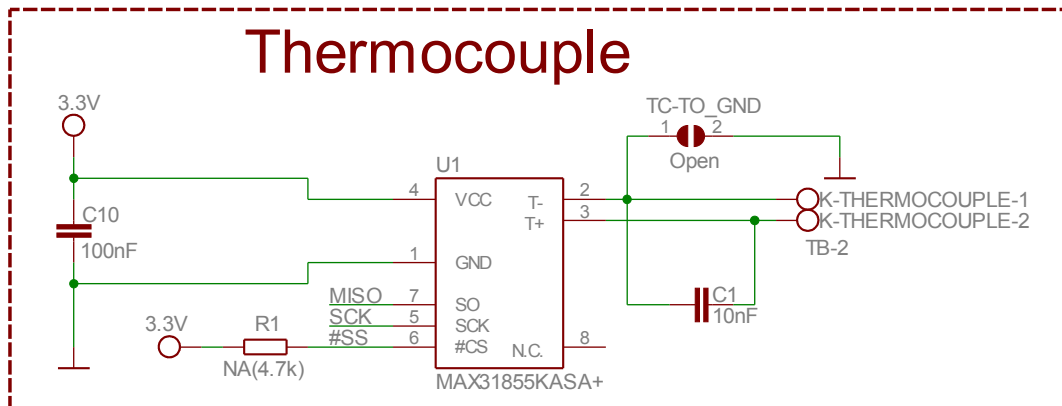 Thermocouple
3.3V
TC-TO_GND
1 2
Open
U1
4 VCC T- 2 K-THERMOCOUPLE-1
T+ 3 K-THERMOCOUPLE-2
TB-2
C10
100nF
1 GND
MISO 7 SO
SCK 5 SCK
#SS 6 #CS
N.C. 8
C1
10nF
3.3V
R1
NA(4.7k)
MAX31855KASA+